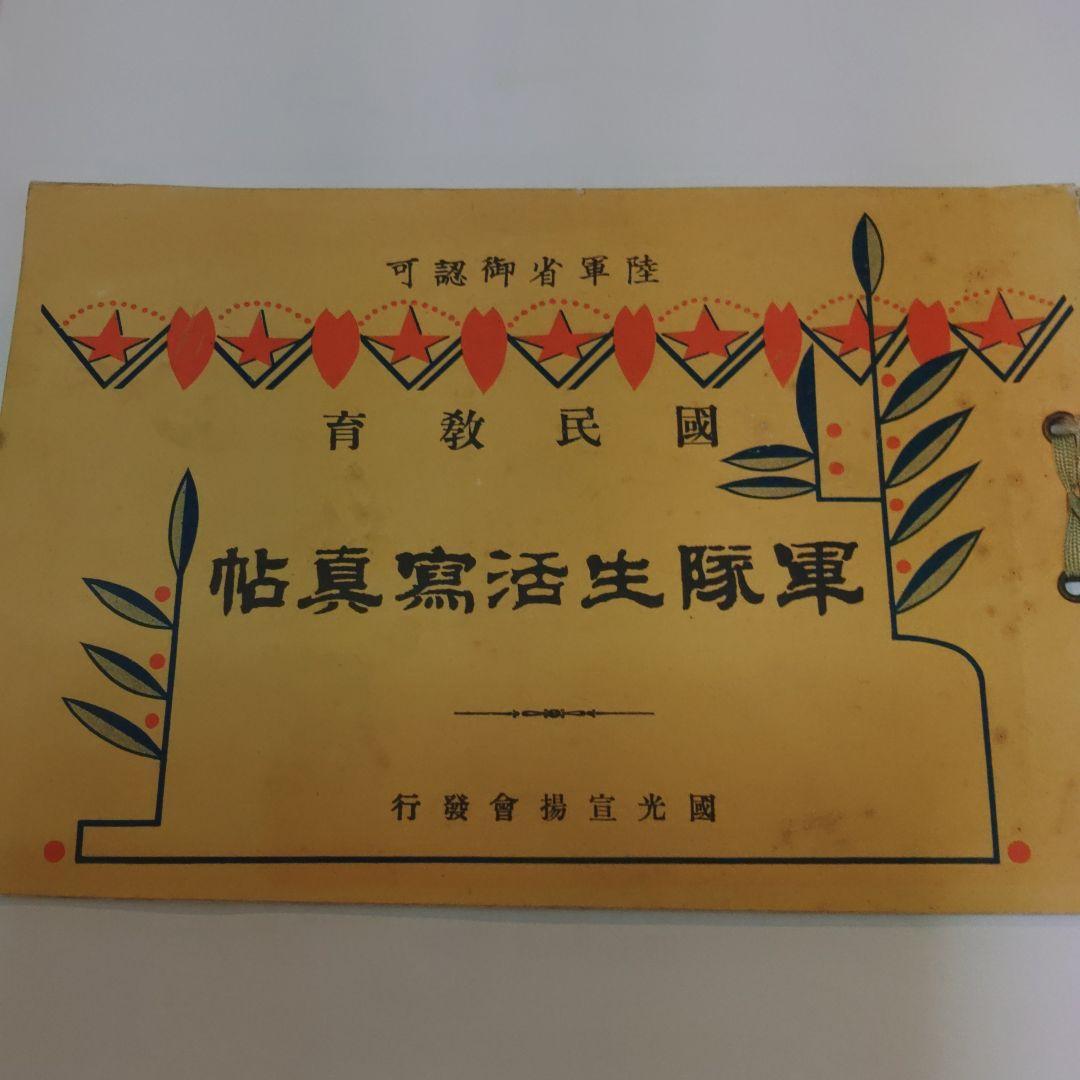 陸軍省御認可
國民教育
軍隊生活寫真帖
國光宣揚會發行